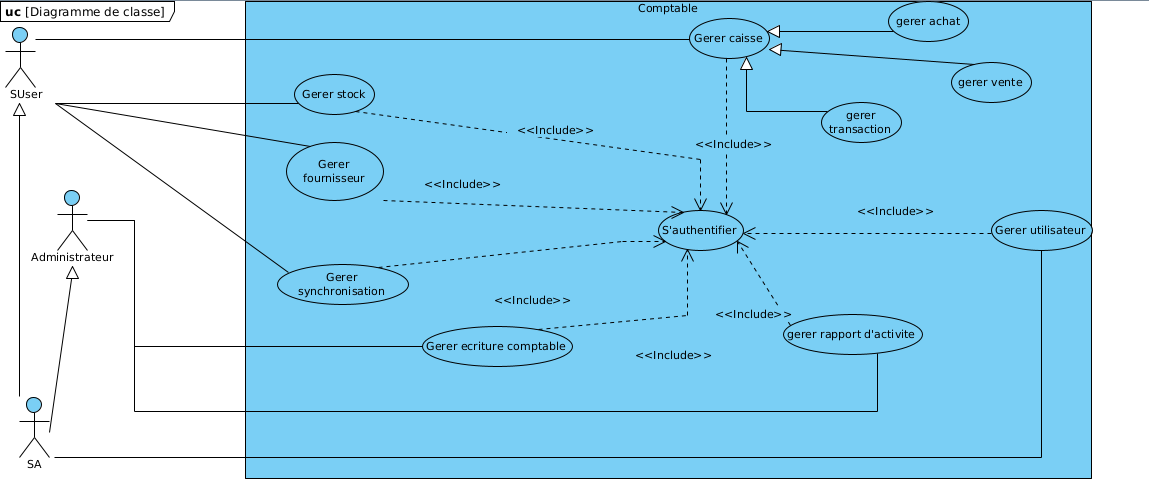 uc [Diagramme de classe]
Comptable
gerer achat
Gerer caisse
gerer vente
SUser
Gerer stock
gerer
transaction
<<Include>>
<<Include>>
Gerer
fournisseur
<<Include>>
<<Include>>
S'authentifier
Gerer utilisateur
Administrateur
Gerer
synchronisation
<<Include>>
<<Include>>
gerer rapport d'activite
Gerer ecriture comptable
<<Include>>
SA